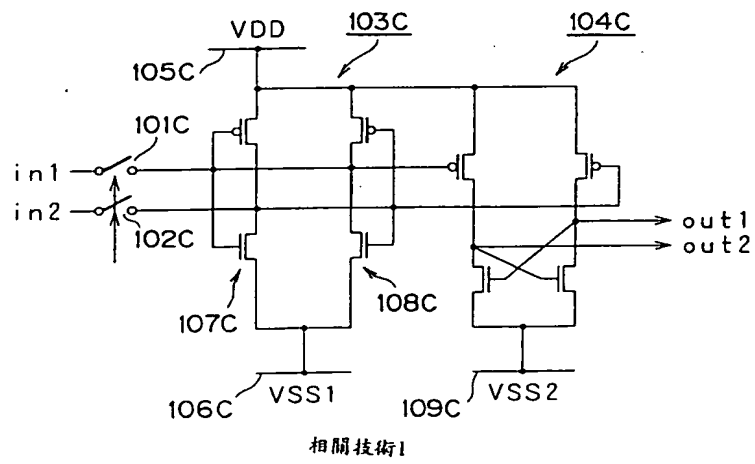 VDD
103C
104C
105C
101C
in1
in2
102C
out1
out2
107C
108C
106C
VSS1
109C
VSS2
相關技術1